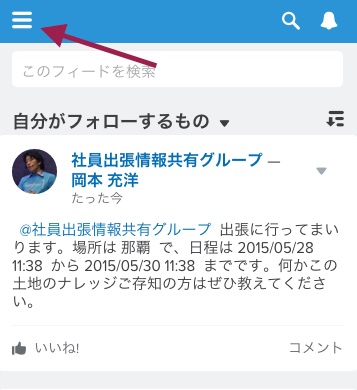 このフィードを検索
自分がフォローするもの
社員出張情報共有グループ —
岡本 充洋
たった今
@社員出張情報共有グループ 出張に行ってまい
ります。場所は 那覇 で、日程は 2015/05/28
11:38 から 2015/05/30 11:38 までです。何かこの
土地のナレッジご存知の方はぜひ教えてくださ
い。
いいね!
コメント